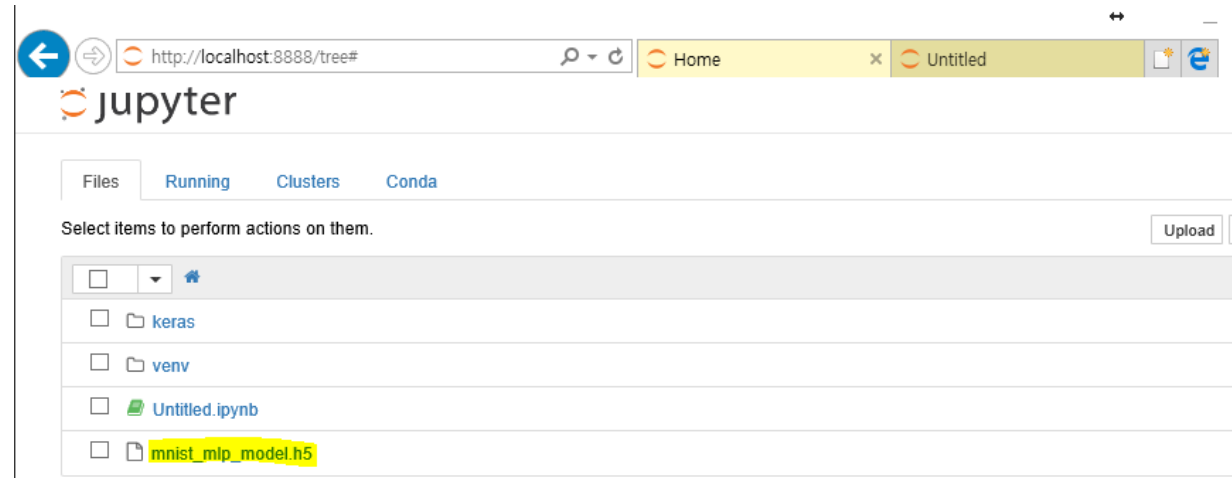 http://localhost:8888/tree# Home Untitled
jupyter
Files Running Clusters Conda
Select items to perform actions on them. Upload
keras
venv
Untitled.ipynb
mnist_mlp_model.h5